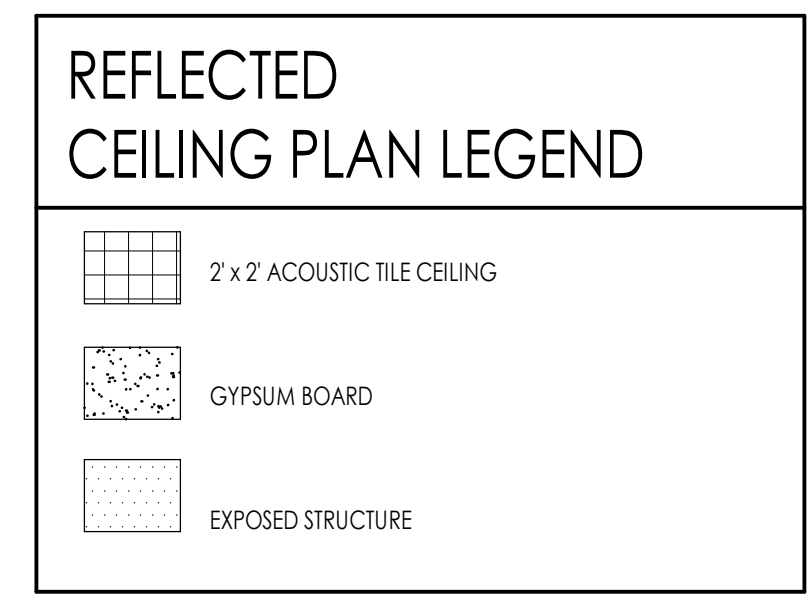 REFLECTED
CEILING PLAN LEGEND
2' x 2' ACOUSTIC TILE CEILING
GYPSUM BOARD
EXPOSED STRUCTURE